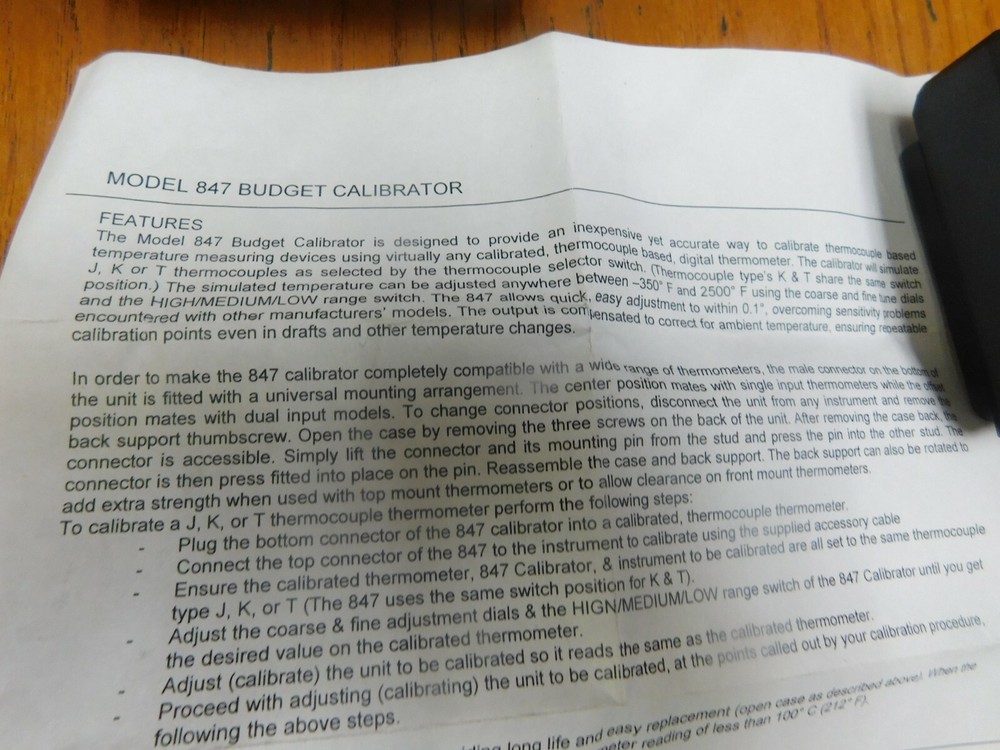 MODEL 847 BUDGET CALIBRATOR
FEATURES
The Model 847 Budget Calibrator is designed to provide an inexpensive yet accurate way to calibrate thermocouple based
temperature measuring devices using virtually any calibrated, thermocouple based, digital thermometer. The calibrator will simulate
J, K or T thermocouples as selected by the thermocouple selector switch. (Thermocouple type's K & T share the same switch
position.) The simulated temperature can be adjusted anywhere between –350° F and 2500° F using the coarse and fine tune dials
and the HIGH/MEDIUM/LOW range switch. The 847 allows quick, easy adjustment to within 0.1°, overcoming sensitivity problems
encountered with other manufacturers' models. The output is compensated to correct for ambient temperature, ensuring repeatable
calibration points even in drafts and other temperature changes.
In order to make the 847 calibrator completely compatible with a wide range of thermometers, the male connector on the bottom of
the unit is fitted with a universal mounting arrangement. The center position mates with single input thermometers while the offset
position mates with dual input models. To change connector positions, disconnect the unit from any instrument and remove the
back support thumbscrew. Open the case by removing the three screws on the back of the unit. After removing the case back, the
connector is accessible. Simply lift the connector and its mounting pin from the stud and press the pin into the other stud. The
connector is then press fitted into place on the pin. Reassemble the case and back support. The back support can also be rotated to
add extra strength when used with top mount thermometers or to allow clearance on front mount thermometers.
To calibrate a J, K, or T thermocouple thermometer perform the following steps:
- Plug the bottom connector of the 847 calibrator into a calibrated, thermocouple thermometer.
- Connect the top connector of the 847 to the instrument to calibrate using the supplied accessory cable
- Ensure the calibrated thermometer, 847 Calibrator, & instrument to be calibrated are all set to the same thermocouple
type J, K, or T (The 847 uses the same switch position for K & T).
- Adjust the coarse & fine adjustment dials & the HIGN/MEDIUM/LOW range switch of the 847 Calibrator until you get
the desired value on the calibrated thermometer.
- Adjust (calibrate) the unit to be calibrated so it reads the same as the calibrated thermometer.
- Proceed with adjusting (calibrating) the unit to be calibrated, at the points called out by your calibration procedure,
following the above steps.
long life and easy replacement (open case as described above). When the
reading of less than 100° C (212° F).